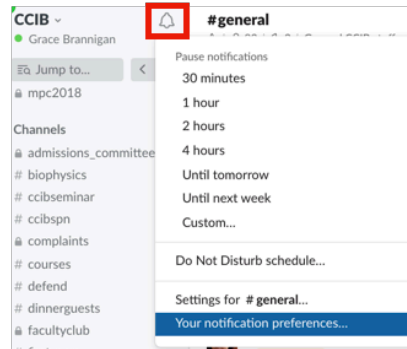 CCIB
#general
Grace Brannigan
Jump to...
mpc2018
Channels
admissions_committee
# biophysics
# ccibseminar
# ccibspn
complaints
# courses
# defend
# dinnerguests
facultyclub
Pause notifications
30 minutes
1 hour
2 hours
4 hours
Until tomorrow
Until next week
Custom...
Do Not Disturb schedule...
Settings for # general...
Your notification preferences...